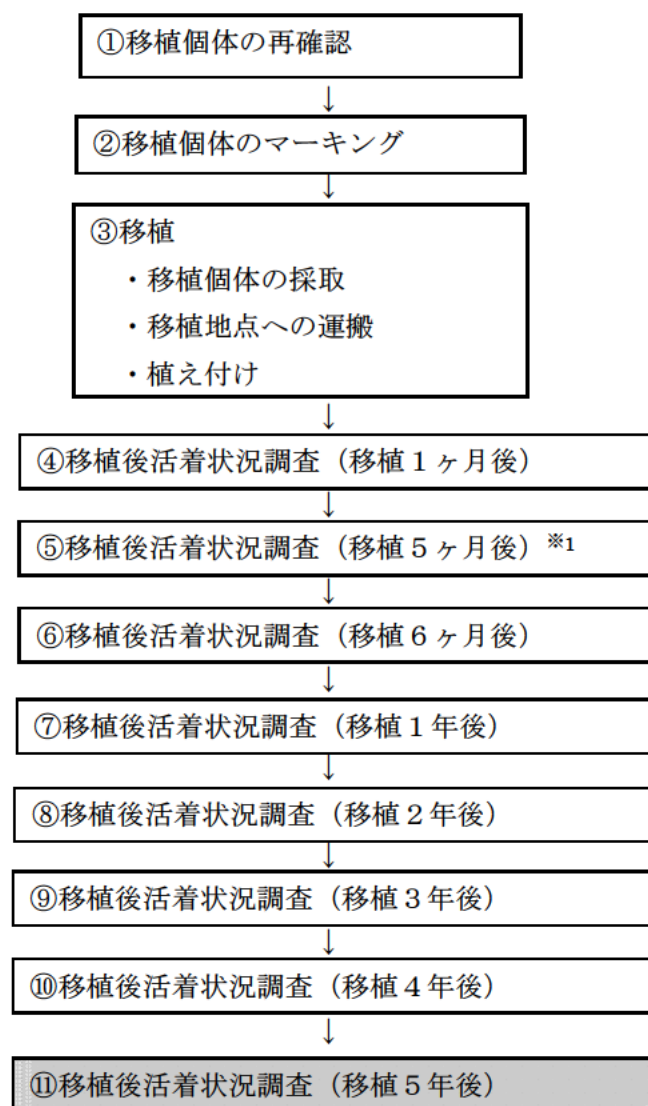 ①移植個体の再確認
↓
②移植個体のマーキング
↓
③移植
・移植個体の採取
・移植地点への運搬
・植え付け
↓
④移植後活着状況調査（移植１ヶ月後）
↓
⑤移植後活着状況調査（移植５ヶ月後）※1
↓
⑥移植後活着状況調査（移植６ヶ月後）
↓
⑦移植後活着状況調査（移植１年後）
↓
⑧移植後活着状況調査（移植２年後）
↓
⑨移植後活着状況調査（移植３年後）
↓
⑩移植後活着状況調査（移植４年後）
↓
⑪移植後活着状況調査（移植５年後）